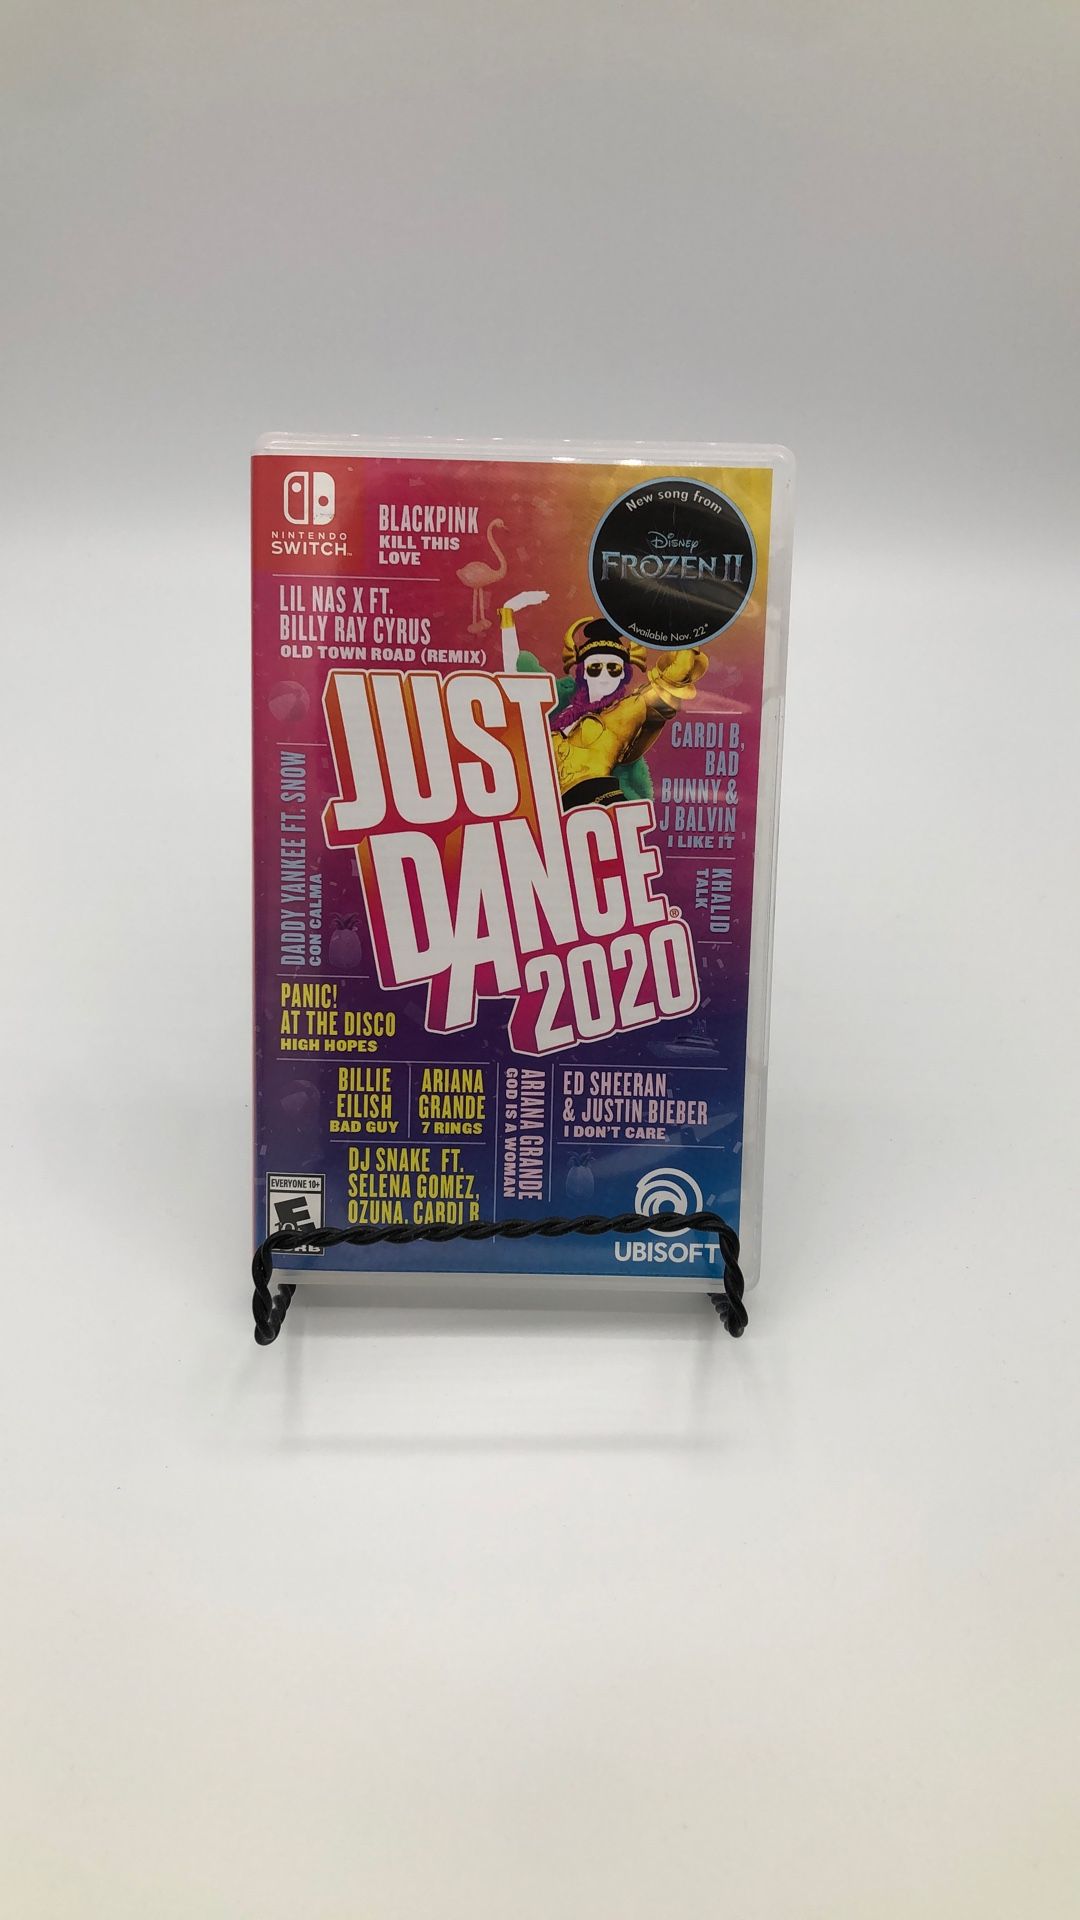 NINTENDO
SWITCH™
BLACKPINK
KILL THIS
LOVE
New song from
Disney
FROZEN II
Available Nov. 22*
LIL NAS X FT.
BILLY RAY CYRUS
OLD TOWN ROAD (REMIX)
JUST
DANCE®
2020
CARDI B,
BAD
BUNNY &
J BALVIN
I LIKE IT
DADDY YANKEE FT. SNOW
CON CALMA
KHALID
TALK
PANIC!
AT THE DISCO
HIGH HOPES
BILLIE
EILISH
BAD GUY
ARIANA
GRANDE
7 RINGS
ARIANA GRANDE
GOD IS A WOMAN
ED SHEERAN
& JUSTIN BIEBER
I DON'T CARE
DJ SNAKE FT.
SELENA GOMEZ,
OZUNA, CARDI B
EVERYONE 10+
E
UBISOFT